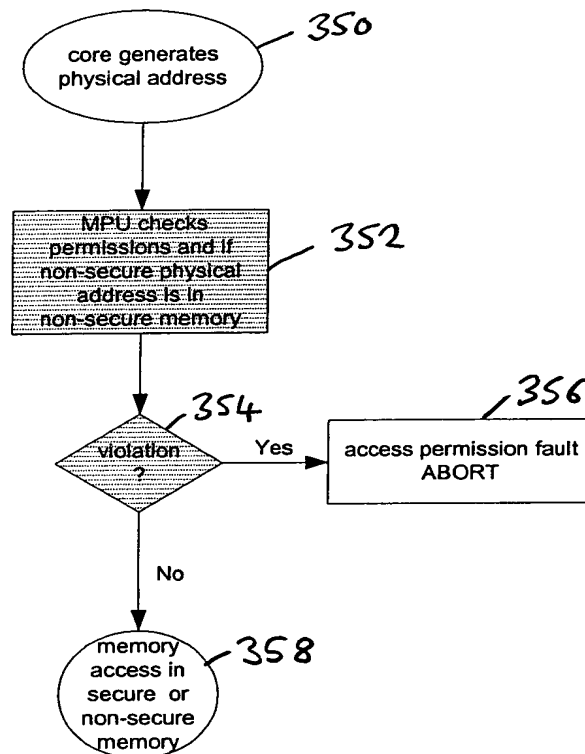 core generates
physical address
350
MPU checks
permissions and if
non-secure physical
address is in
non-secure memory
352
violation
?
354
Yes
access permission fault
ABORT
356
No
memory
access in
secure or
non-secure
memory
358